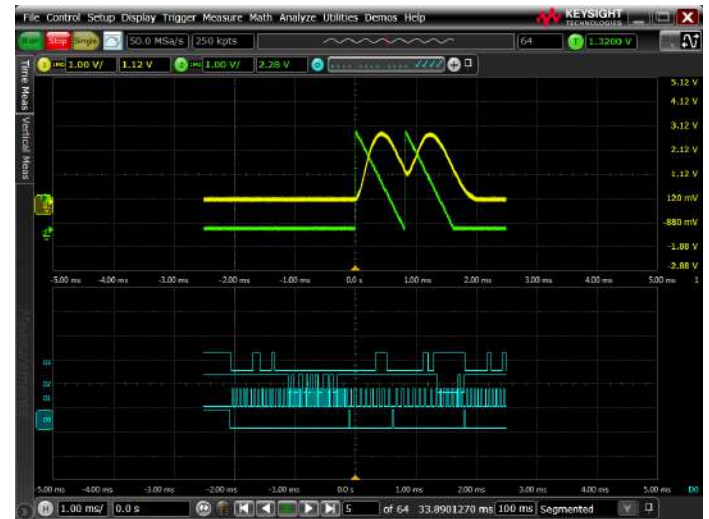 File Control Setup Display Trigger Measure Math Analyze Utilities Demos Help
KEYSIGHT
TECHNOLOGIES
Run Stop Single 50.0 MSa/s 250 kpts 64 T 1.3200 V
1 1MΩ 1.00 V/ 1.12 V 2 1MΩ 1.00 V/ 2.28 V D
Time Meas
Vertical Meas
5.12 V
4.12 V
3.12 V
2.12 V
1.12 V
120 mV
-880 mV
-1.88 V
-2.88 V
-5.00 ms -4.00 ms -3.00 ms -2.00 ms -1.00 ms 0.0 s 1.00 ms 2.00 ms 3.00 ms 4.00 ms 5.00 ms 1
Measurements
D3
D2
D1
D0
-5.00 ms -4.00 ms -3.00 ms -2.00 ms -1.00 ms 0.0 s 1.00 ms 2.00 ms 3.00 ms 4.00 ms 5.00 ms D0
H 1.00 ms/ 0.0 s 5 of 64 33.8901270 ms 100 ms Segmented